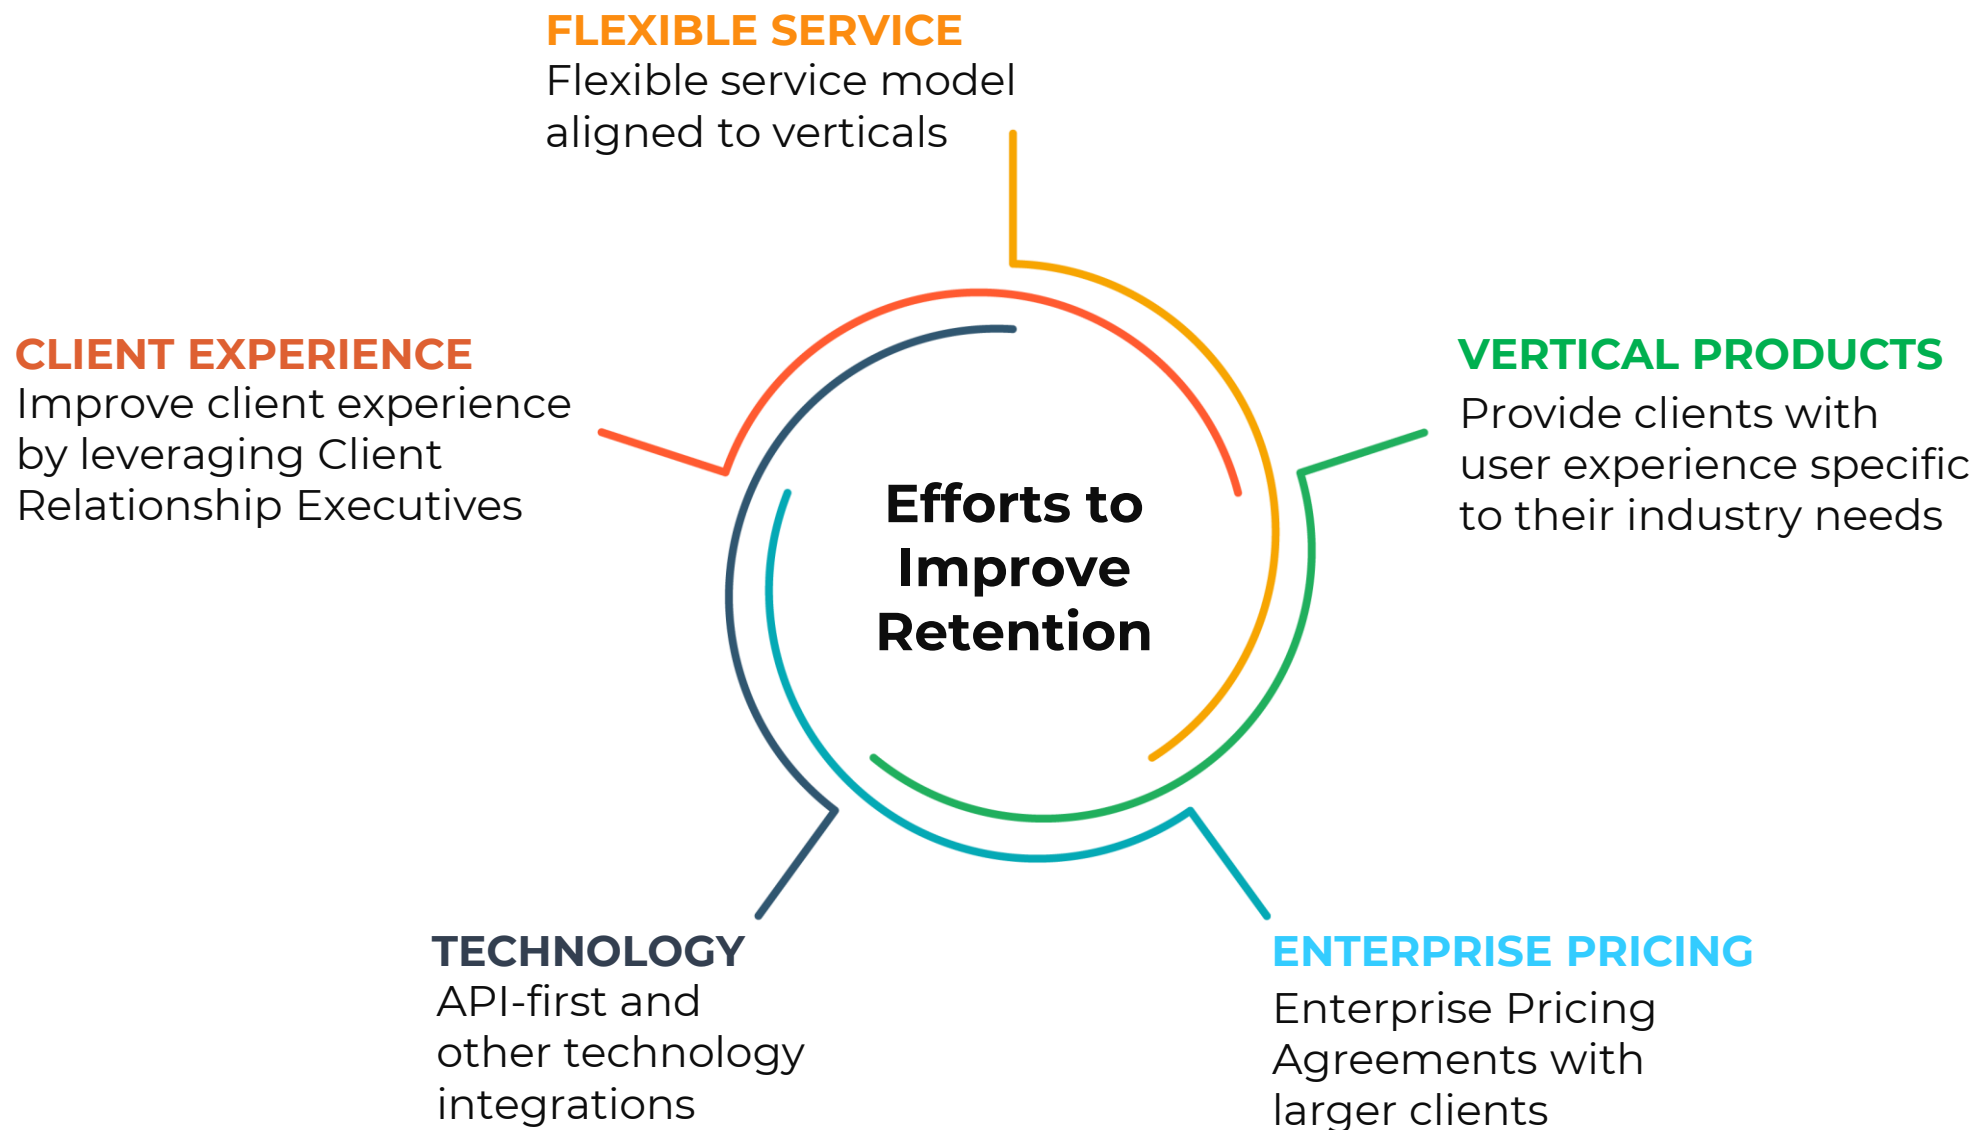 FLEXIBLE SERVICE
Flexible service model
aligned to verticals
CLIENT EXPERIENCE
Improve client experience
by leveraging Client
Relationship Executives
VERTICAL PRODUCTS
Provide clients with
user experience specific
to their industry needs
Efforts to
Improve
Retention
TECHNOLOGY
API-first and
other technology
integrations
ENTERPRISE PRICING
Enterprise Pricing
Agreements with
larger clients